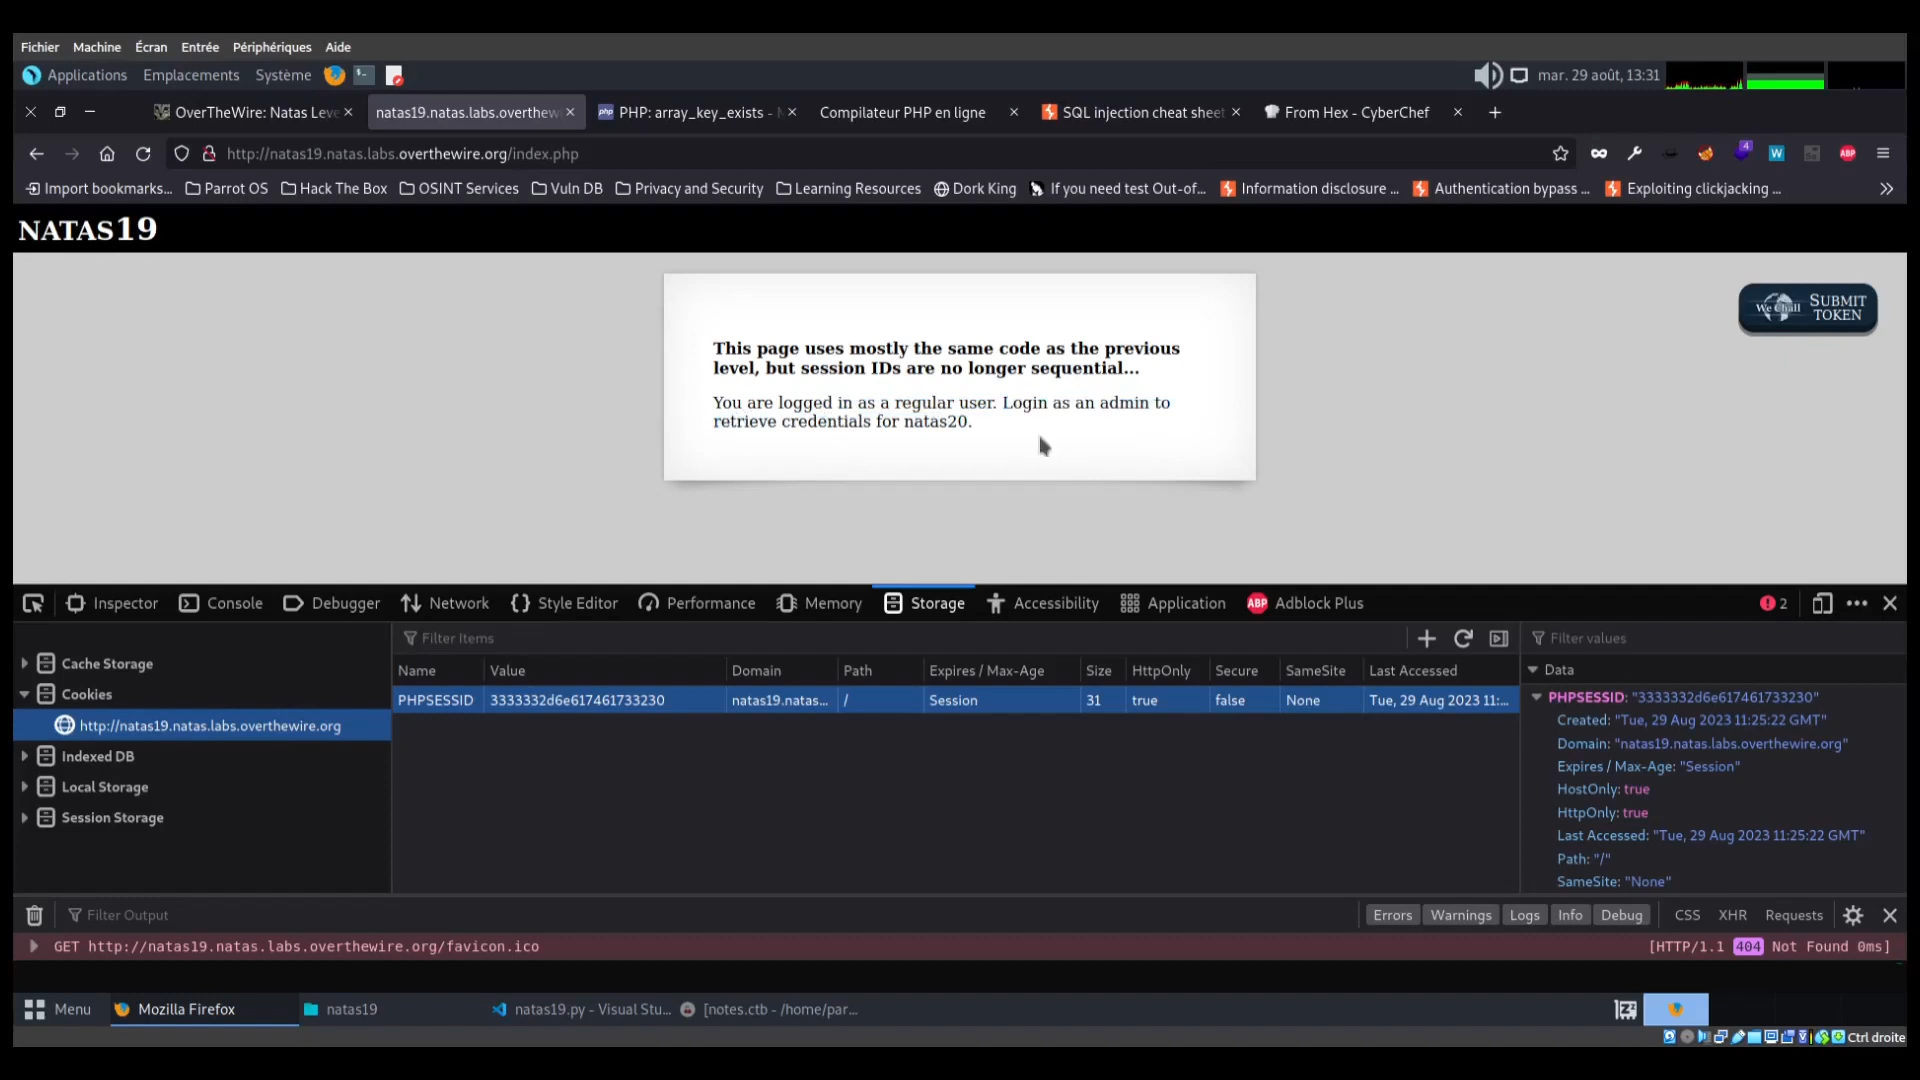 Fichier Machine Écran Entrée Périphériques Aide
Applications Emplacements Système mar. 29 août, 13:31
OverTheWire: Natas Leve natas19.natas.labs.overthew PHP: array_key_exists - Compilateur PHP en ligne SQL injection cheat sheet From Hex - CyberChef
http://natas19.natas.labs.overthewire.org/index.php 4 W ABP
Import bookmarks... Parrot OS Hack The Box OSINT Services Vuln DB Privacy and Security Learning Resources Dork King If you need test Out-of... Information disclosure ... Authentication bypass ... Exploiting clickjacking ...
NATAS19
We Chall SUBMIT TOKEN
This page uses mostly the same code as the previous
level, but session IDs are no longer sequential...
You are logged in as a regular user. Login as an admin to
retrieve credentials for natas20.
Inspector Console Debugger Network Style Editor Performance Memory Storage Accessibility Application ABP Adblock Plus 2
Filter Items Filter values
Cache Storage
Cookies
http://natas19.natas.labs.overthewire.org
Indexed DB
Local Storage
Session Storage
Name Value Domain Path Expires / Max-Age Size HttpOnly Secure SameSite Last Accessed
PHPSESSID 3333332d6e617461733230 natas19.natas... / Session 31 true false None Tue, 29 Aug 2023 11:...
Data
PHPSESSID: "3333332d6e617461733230"
Created: "Tue, 29 Aug 2023 11:25:22 GMT"
Domain: "natas19.natas.labs.overthewire.org"
Expires / Max-Age: "Session"
HostOnly: true
HttpOnly: true
Last Accessed: "Tue, 29 Aug 2023 11:25:22 GMT"
Path: "/"
SameSite: "None"
Filter Output Errors Warnings Logs Info Debug CSS XHR Requests
GET http://natas19.natas.labs.overthewire.org/favicon.ico [HTTP/1.1 404 Not Found 0ms]
Menu Mozilla Firefox natas19 natas19.py - Visual Stu... [notes.ctb - /home/par...
Ctrl droite